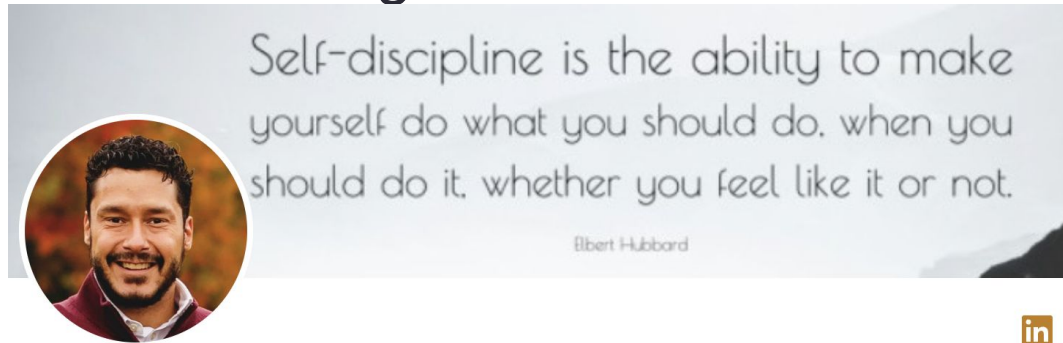 Self-discipline is the ability to make
yourself do what you should do, when you
should do it, whether you feel like it or not.
Elbert Hubbard
in